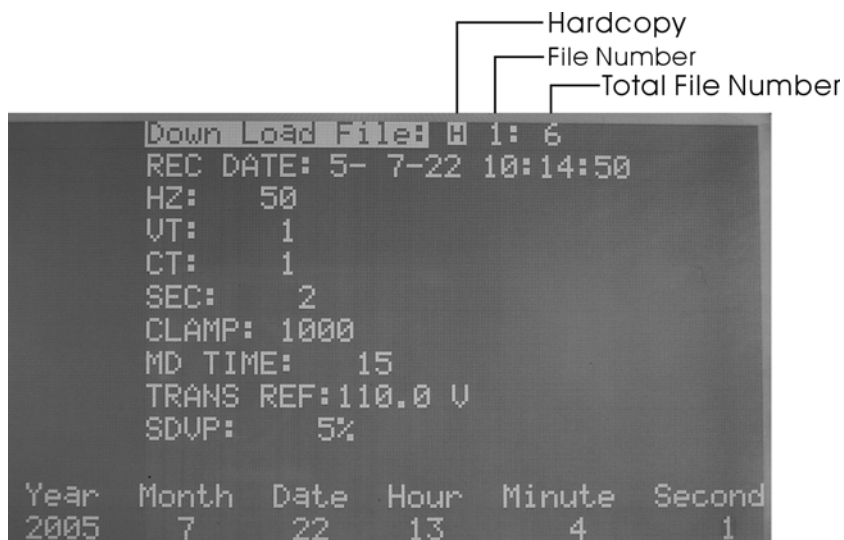 Hardcopy
File Number
Total File Number
Down Load File: H 1: 6
REC DATE: 5- 7-22 10:14:50
HZ: 50
VT: 1
CT: 1
SEC: 2
CLAMP: 1000
MD TIME: 15
TRANS REF:110.0 V
SDVP: 5%
Year Month Date Hour Minute Second
2005 7 22 13 4 1